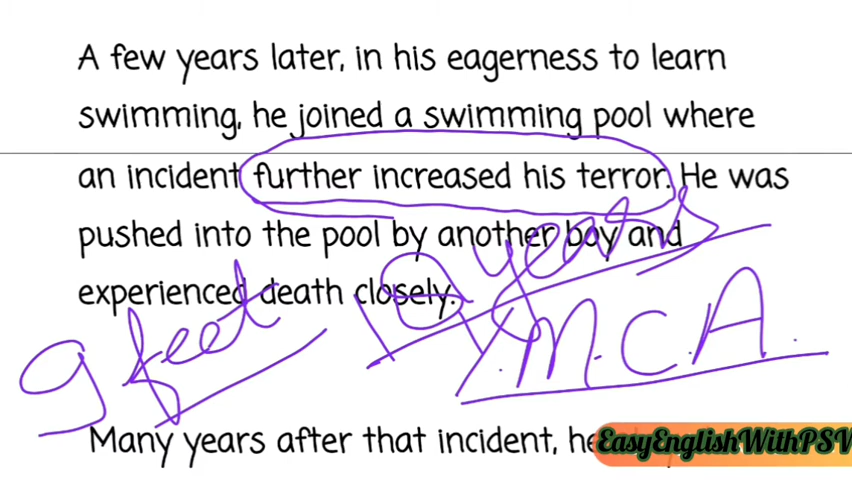 A few years later, in his eagerness to learn
swimming, he joined a swimming pool where
an incident further increased his terror. He was
pushed into the pool by another boy and
experienced death closely.
years
9 feet
Y.M.C.A.
Many years after that incident, he
EasyEnglishWithPSV